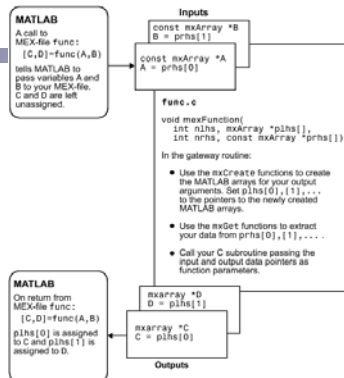 MATLAB
A call to
MEX-file func:
[C,D]=func(A,B)
tells MATLAB to
pass variables A and
B to your MEX-file.
C and D are left
unassigned.
Inputs
const mxArray *B
B = prhs[1]
const mxArray *A
A = prhs[0]
func.c
void mexFunction(
int nlhs, mxArray *plhs[],
int nrhs, const mxArray *prhs[])
In the gateway routine:
• Use the mxCreate functions to create
the MATLAB arrays for your output
arguments. Set plhs[0],[1],...
to the pointers to the newly created
MATLAB arrays.
• Use the mxGet functions to extract
your data from prhs[0],[1],....
• Call your C subroutine passing the
input and output data pointers as
function parameters.
MATLAB
On return from
MEX-file func:
[C,D]=func(A,B)
plhs[0] is assigned
to C and plhs[1] is
assigned to D.
mxarray *D
D = plhs[1]
mxarray *C
C = plhs[0]
Outputs